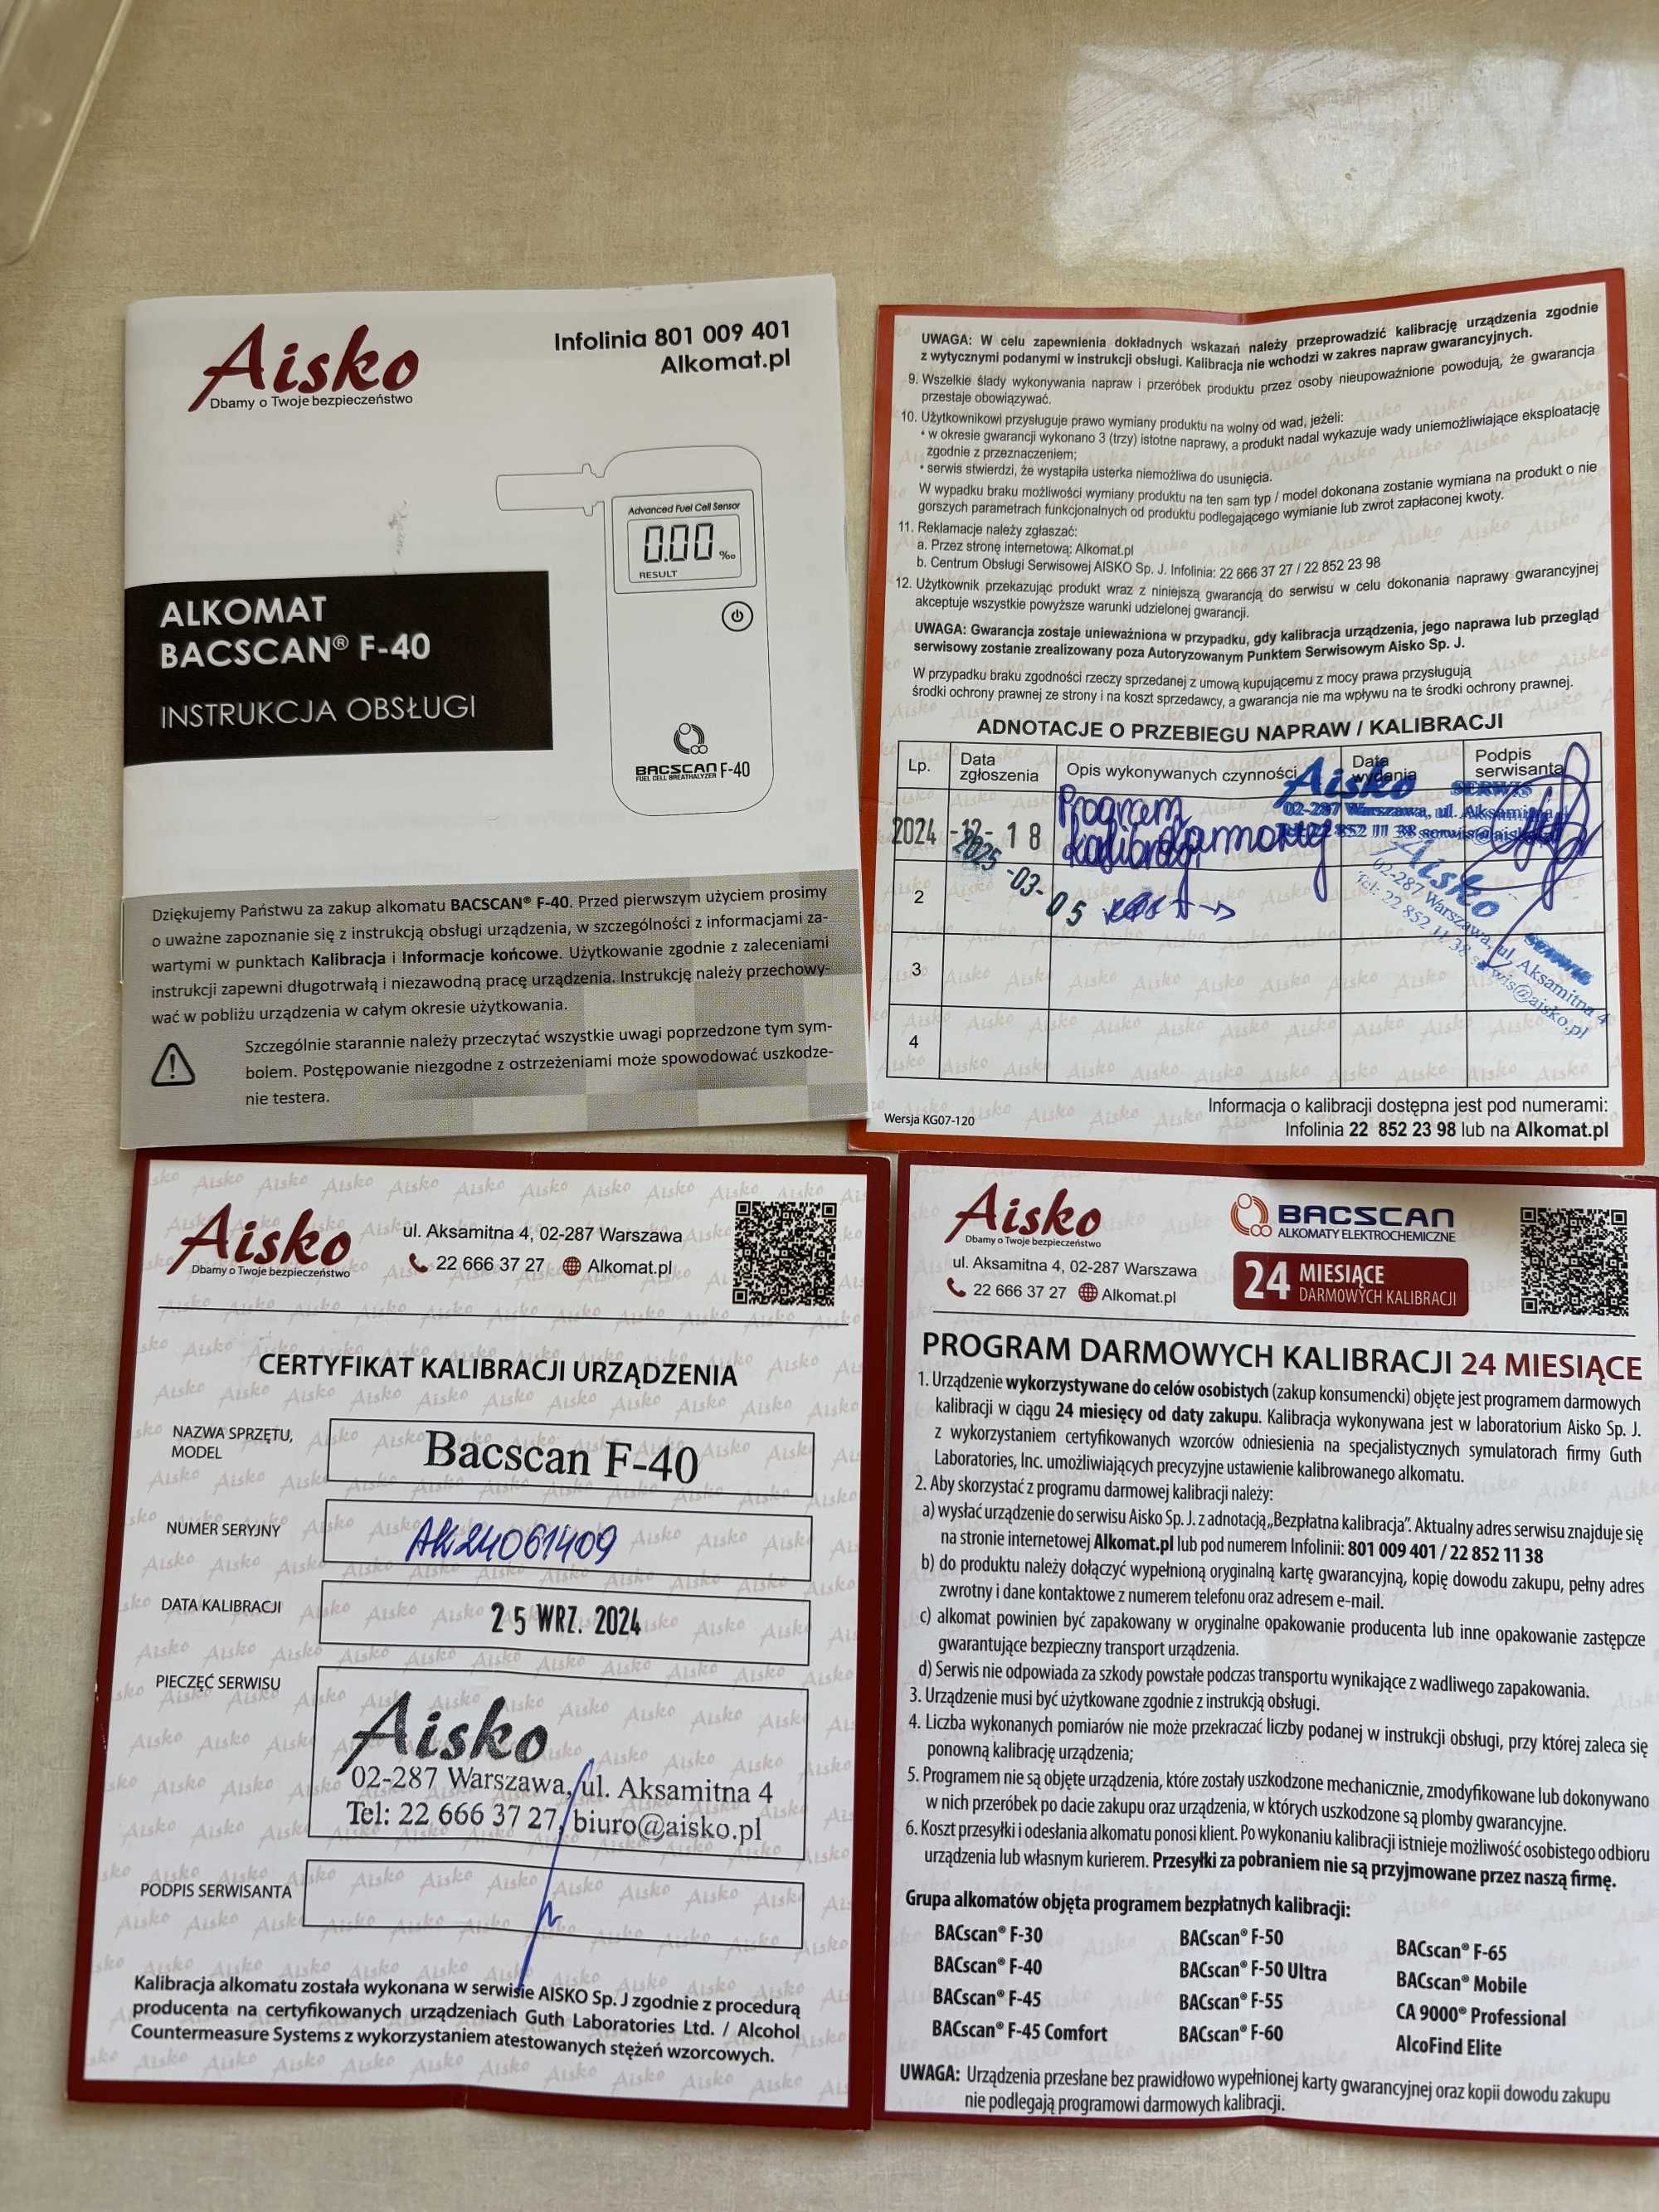 Aisko
Dbamy o Twoje bezpieczeństwo
Infolinia 801 009 401
Alkomat.pl
Advanced Fuel Cell Sensor
0.00 ‰
RESULT
ALKOMAT
BACSCAN® F-40
INSTRUKCJA OBSŁUGI
BACSCAN F-40
FUEL CELL BREATHALYZER
Dziękujemy Państwu za zakup alkomatu BACSCAN® F-40. Przed pierwszym użyciem prosimy
o uważne zapoznanie się z instrukcją obsługi urządzenia, w szczególności z informacjami za-
wartymi w punktach Kalibracja i Informacje końcowe. Użytkowanie zgodnie z zaleceniami
instrukcji zapewni długotrwałą i niezawodną pracę urządzenia. Instrukcję należy przechowy-
wać w pobliżu urządzenia w całym okresie użytkowania.
Szczególnie starannie należy przeczytać wszystkie uwagi poprzedzone tym sym-
bolem. Postępowanie niezgodne z ostrzeżeniami może spowodować uszkodze-
nie testera.
UWAGA: W celu zapewnienia dokładnych wskazań należy przeprowadzić kalibrację urządzenia zgodnie
z wytycznymi podanymi w instrukcji obsługi. Kalibracja nie wchodzi w zakres napraw gwarancyjnych.
9. Wszelkie ślady wykonywania napraw i przeróbek produktu przez osoby nieupoważnione powodują, że gwarancja
przestaje obowiązywać.
10. Użytkownikowi przysługuje prawo wymiany produktu na wolny od wad, jeżeli:
• w okresie gwarancji wykonano 3 (trzy) istotne naprawy, a produkt nadal wykazuje wady uniemożliwiające eksploatację
zgodnie z przeznaczeniem;
• serwis stwierdzi, że wystąpiła usterka niemożliwa do usunięcia.
W wypadku braku możliwości wymiany produktu na ten sam typ / model dokonana zostanie wymiana na produkt o nie
gorszych parametrach funkcjonalnych od produktu podlegającego wymianie lub zwrot zapłaconej kwoty.
11. Reklamacje należy zgłaszać:
a. Przez stronę internetową: Alkomat.pl
b. Centrum Obsługi Serwisowej AISKO Sp. J. Infolinia: 22 666 37 27 / 22 852 23 98
12. Użytkownik przekazując produkt wraz z niniejszą gwarancją do serwisu w celu dokonania naprawy gwarancyjnej
akceptuje wszystkie powyższe warunki udzielonej gwarancji.
UWAGA: Gwarancja zostaje unieważniona w przypadku, gdy kalibracja urządzenia, jego naprawa lub przegląd
serwisowy zostanie zrealizowany poza Autoryzowanym Punktem Serwisowym Aisko Sp. J.
W przypadku braku zgodności rzeczy sprzedanej z umową kupującemu z mocy prawa przysługują
środki ochrony prawnej ze strony i na koszt sprzedawcy, a gwarancja nie ma wpływu na te środki ochrony prawnej.
ADNOTACJE O PRZEBIEGU NAPRAW / KALIBRACJI
Lp. Data zgłoszenia Opis wykonywanych czynności Data wydania Podpis serwisanta
2024-12-18 Program darmowej kalibracji
Aisko SERWIS
02-287 Warszawa, ul. Aksamitna 4
2 2025-03-05
Aisko SERWIS
02-287 Warszawa, ul. Aksamitna 4
Tel: 22 852 11 38 serwis@aisko.pl
3
4
Wersja KG07-120
Informacja o kalibracji dostępna jest pod numerami:
Infolinia 22 852 23 98 lub na Alkomat.pl
Aisko
Dbamy o Twoje bezpieczeństwo
ul. Aksamitna 4, 02-287 Warszawa
22 666 37 27 Alkomat.pl
CERTYFIKAT KALIBRACJI URZĄDZENIA
NAZWA SPRZĘTU,
MODEL
Bacscan F-40
NUMER SERYJNY
AK24061409
DATA KALIBRACJI
25 WRZ. 2024
PIECZĘĆ SERWISU
Aisko
02-287 Warszawa, ul. Aksamitna 4
Tel: 22 666 37 27, biuro@aisko.pl
PODPIS SERWISANTA
Kalibracja alkomatu została wykonana w serwisie AISKO Sp. J zgodnie z procedurą
producenta na certyfikowanych urządzeniach Guth Laboratories Ltd. / Alcohol
Countermeasure Systems z wykorzystaniem atestowanych stężeń wzorcowych.
Aisko
Dbamy o Twoje bezpieczeństwo
ul. Aksamitna 4, 02-287 Warszawa
22 666 37 27 Alkomat.pl
BACSCAN
ALKOMATY ELEKTROCHEMICZNE
24 MIESIĄCE
DARMOWYCH KALIBRACJI
PROGRAM DARMOWYCH KALIBRACJI 24 MIESIĄCE
1. Urządzenie wykorzystywane do celów osobistych (zakup konsumencki) objęte jest programem darmowych
kalibracji w ciągu 24 miesięcy od daty zakupu. Kalibracja wykonywana jest w laboratorium Aisko Sp. J.
z wykorzystaniem certyfikowanych wzorców odniesienia na specjalistycznych symulatorach firmy Guth
Laboratories, Inc. umożliwiających precyzyjne ustawienie kalibrowanego alkomatu.
2. Aby skorzystać z programu darmowej kalibracji należy:
a) wysłać urządzenie do serwisu Aisko Sp. J. z adnotacją „Bezpłatna kalibracja”. Aktualny adres serwisu znajduje się
na stronie internetowej Alkomat.pl lub pod numerem Infolinii: 801 009 401 / 22 852 11 38
b) do produktu należy dołączyć wypełnioną oryginalną kartę gwarancyjną, kopię dowodu zakupu, pełny adres
zwrotny i dane kontaktowe z numerem telefonu oraz adresem e-mail.
c) alkomat powinien być zapakowany w oryginalne opakowanie producenta lub inne opakowanie zastępcze
gwarantujące bezpieczny transport urządzenia.
d) Serwis nie odpowiada za szkody powstałe podczas transportu wynikające z wadliwego zapakowania.
3. Urządzenie musi być użytkowane zgodnie z instrukcją obsługi.
4. Liczba wykonanych pomiarów nie może przekraczać liczby podanej w instrukcji obsługi, przy której zaleca się
ponowną kalibrację urządzenia;
5. Programem nie są objęte urządzenia, które zostały uszkodzone mechanicznie, zmodyfikowane lub dokonywano
w nich przeróbek po dacie zakupu oraz urządzenia, w których uszkodzone są plomby gwarancyjne.
6. Koszt przesyłki i odesłania alkomatu ponosi klient. Po wykonaniu kalibracji istnieje możliwość osobistego odbioru
urządzenia lub własnym kurierem. Przesyłki za pobraniem nie są przyjmowane przez naszą firmę.
Grupa alkomatów objęta programem bezpłatnych kalibracji:
BACscan® F-30
BACscan® F-40
BACscan® F-45
BACscan® F-45 Comfort
BACscan® F-50
BACscan® F-50 Ultra
BACscan® F-55
BACscan® F-60
BACscan® F-65
BACscan® Mobile
CA 9000® Professional
AlcoFind Elite
UWAGA: Urządzenia przesłane bez prawidłowo wypełnionej karty gwarancyjnej oraz kopii dowodu zakupu
nie podlegają programowi darmowych kalibracji.